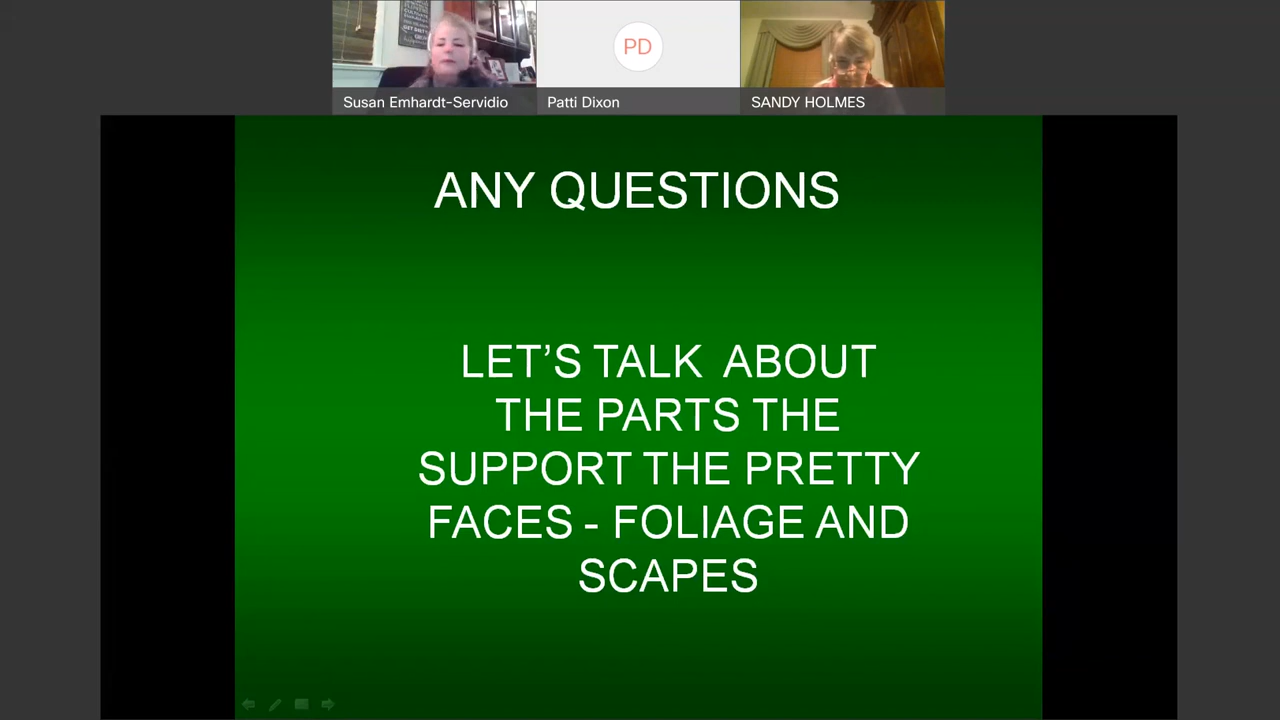 Susan Emhardt-Servidio
PD
Patti Dixon
SANDY HOLMES
ANY QUESTIONS
LET’S TALK  ABOUT
THE PARTS THE
SUPPORT THE PRETTY
FACES - FOLIAGE AND
SCAPES